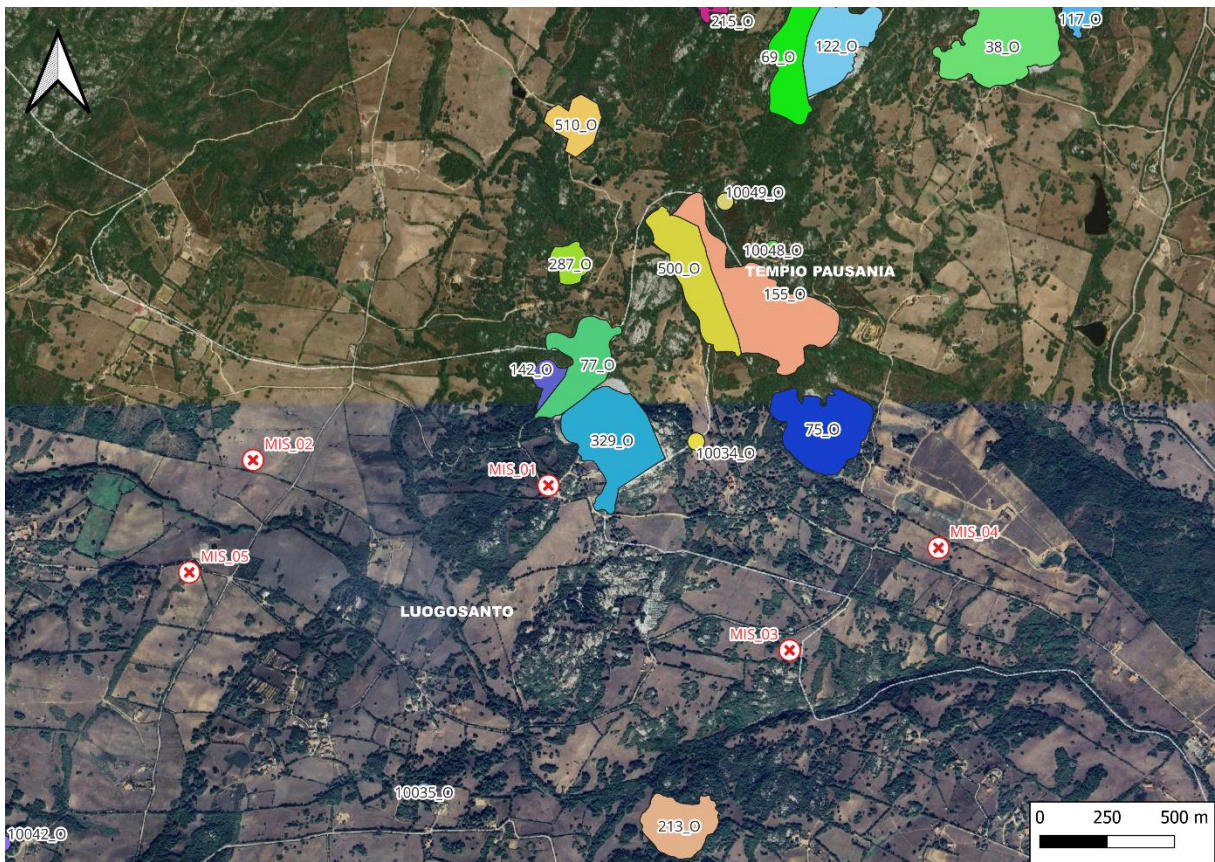 215_O
117_O
69_O
122_O
38_O
510_O
10049_O
10048_O
287_O
500_O
TEMPIO PAUSANIA
155_O
142_O
77_O
75_O
329_O
MIS_02
10034_O
MIS_01
MIS_04
MIS_05
LUOGOSANTO
MIS_03
10035_O
213_O
10042_O
0 250 500 m